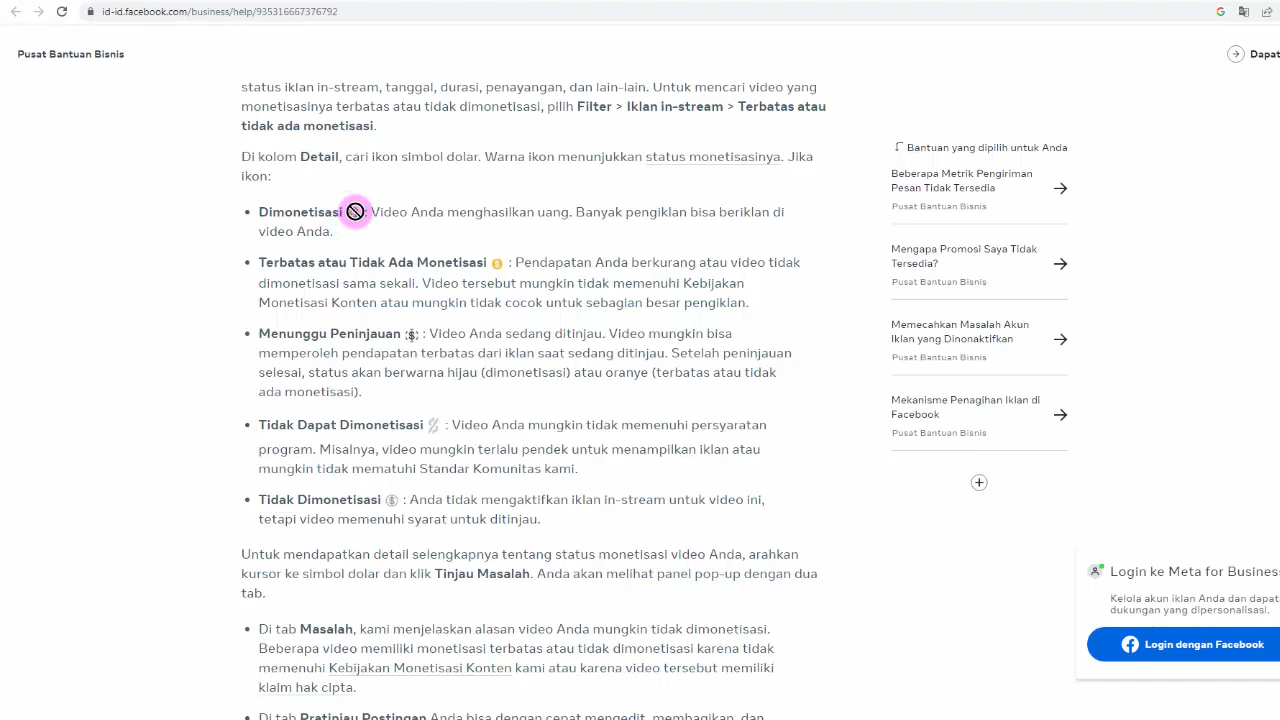 id-id.facebook.com/business/help/935316667376792
Pusat Bantuan Bisnis
Dapat
status iklan in-stream, tanggal, durasi, penayangan, dan lain-lain. Untuk mencari video yang
monetisasinya terbatas atau tidak dimonetisasi, pilih Filter > Iklan in-stream > Terbatas atau
tidak ada monetisasi.
Di kolom Detail, cari ikon simbol dolar. Warna ikon menunjukkan status monetisasinya. Jika
ikon:
• Dimonetisasi : Video Anda menghasilkan uang. Banyak pengiklan bisa beriklan di
video Anda.
• Terbatas atau Tidak Ada Monetisasi : Pendapatan Anda berkurang atau video tidak
dimonetisasi sama sekali. Video tersebut mungkin tidak memenuhi Kebijakan
Monetisasi Konten atau mungkin tidak cocok untuk sebagian besar pengiklan.
• Menunggu Peninjauan : Video Anda sedang ditinjau. Video mungkin bisa
memperoleh pendapatan terbatas dari iklan saat sedang ditinjau. Setelah peninjauan
selesai, status akan berwarna hijau (dimonetisasi) atau oranye (terbatas atau tidak
ada monetisasi).
• Tidak Dapat Dimonetisasi : Video Anda mungkin tidak memenuhi persyaratan
program. Misalnya, video mungkin terlalu pendek untuk menampilkan iklan atau
mungkin tidak mematuhi Standar Komunitas kami.
• Tidak Dimonetisasi : Anda tidak mengaktifkan iklan in-stream untuk video ini,
tetapi video memenuhi syarat untuk ditinjau.
Untuk mendapatkan detail selengkapnya tentang status monetisasi video Anda, arahkan
kursor ke simbol dolar dan klik Tinjau Masalah. Anda akan melihat panel pop-up dengan dua
tab.
• Di tab Masalah, kami menjelaskan alasan video Anda mungkin tidak dimonetisasi.
Beberapa video memiliki monetisasi terbatas atau tidak dimonetisasi karena tidak
memenuhi Kebijakan Monetisasi Konten kami atau karena video tersebut memiliki
klaim hak cipta.
• Di tab Pratinjau Postingan Anda bisa dengan cepat mengedit, membagikan, dan
Bantuan yang dipilih untuk Anda
Beberapa Metrik Pengiriman
Pesan Tidak Tersedia
Pusat Bantuan Bisnis
Mengapa Promosi Saya Tidak
Tersedia?
Pusat Bantuan Bisnis
Memecahkan Masalah Akun
Iklan yang Dinonaktifkan
Pusat Bantuan Bisnis
Mekanisme Penagihan Iklan di
Facebook
Pusat Bantuan Bisnis
Login ke Meta for Business
Kelola akun iklan Anda dan dapat
dukungan yang dipersonalisasi.
Login dengan Facebook